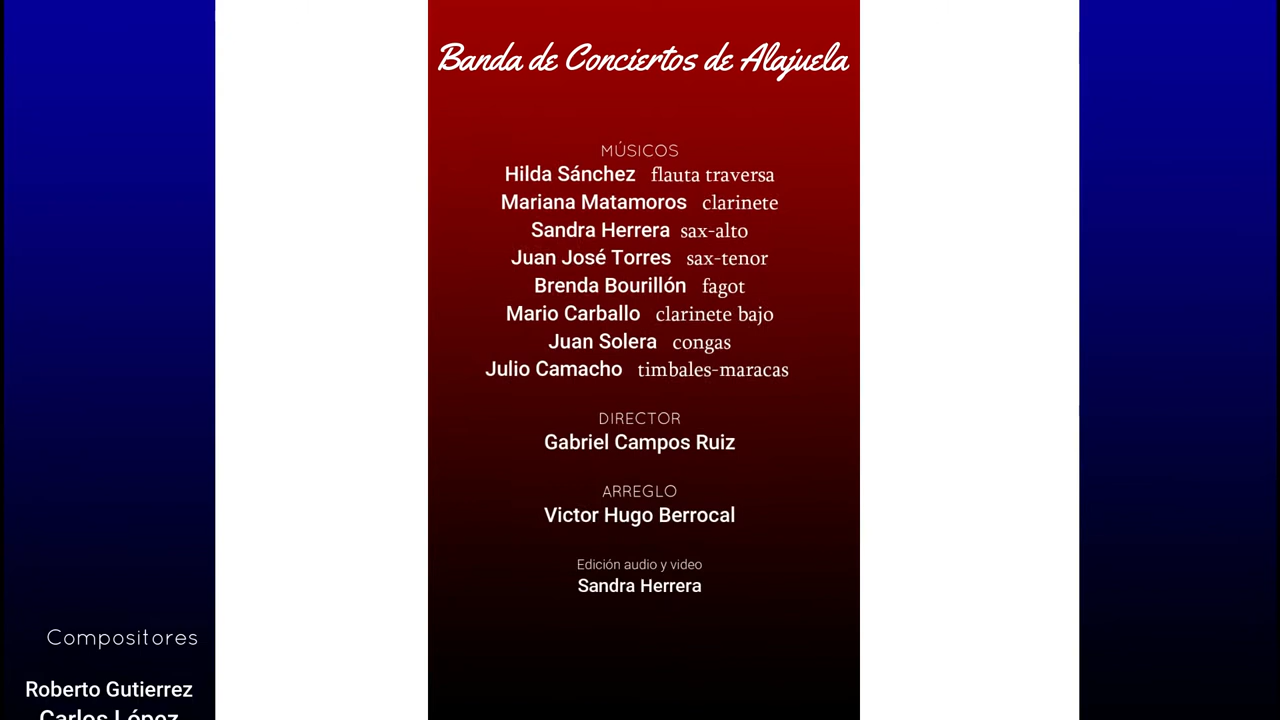 Banda de Conciertos de Alajuela
MÚSICOS
Hilda Sánchez flauta traversa
Mariana Matamoros clarinete
Sandra Herrera sax-alto
Juan José Torres sax-tenor
Brenda Bourillón fagot
Mario Carballo clarinete bajo
Juan Solera congas
Julio Camacho timbales-maracas
DIRECTOR
Gabriel Campos Ruiz
ARREGLO
Victor Hugo Berrocal
Edición audio y video
Sandra Herrera
Compositores
Roberto Gutierrez
Carlos López